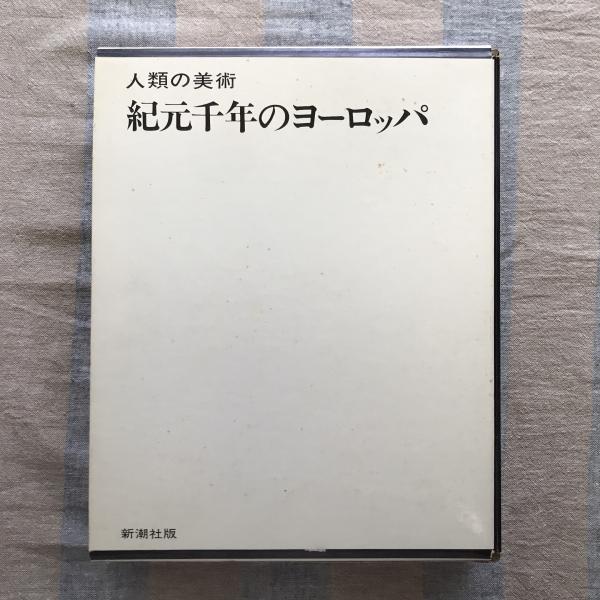 人類の美術
紀元千年のヨーロッパ
新潮社版